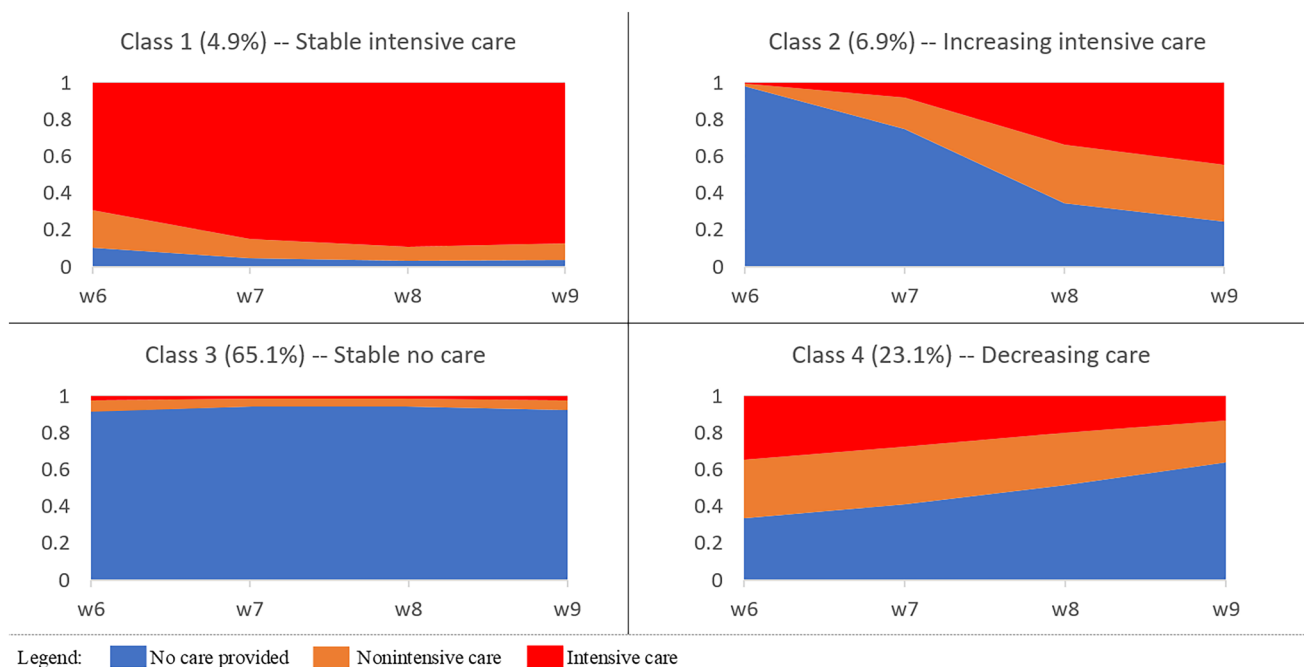 Class 1 (4.9%) -- Stable intensive care
1
0.8
0.6
0.4
0.2
0
w6 w7 w8 w9
Class 2 (6.9%) -- Increasing intensive care
1
0.8
0.6
0.4
0.2
0
w6 w7 w8 w9
Class 3 (65.1%) -- Stable no care
1
0.8
0.6
0.4
0.2
0
w6 w7 w8 w9
Class 4 (23.1%) -- Decreasing care
1
0.8
0.6
0.4
0.2
0
w6 w7 w8 w9
Legend: No care provided Nonintensive care Intensive care